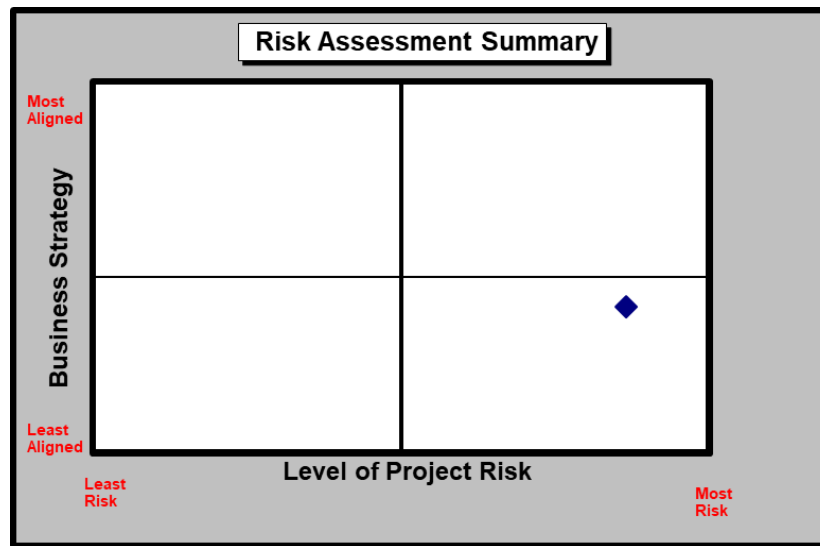 Risk Assessment Summary
Most
Aligned
Business Strategy
Least
Aligned
Level of Project Risk
Least
Risk
Most
Risk